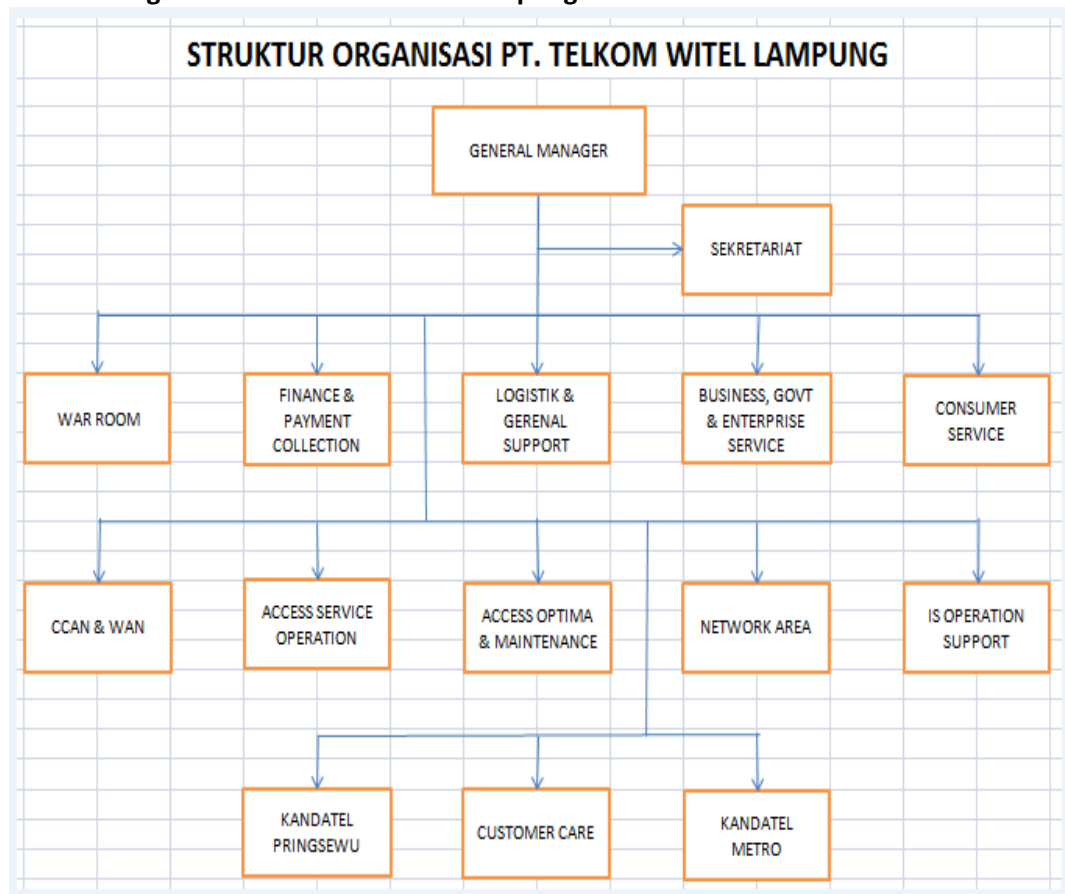 STRUKTUR ORGANISASI PT. TELKOM WITEL LAMPUNG
GENERAL MANAGER
SEKRETARIAT
WAR ROOM
FINANCE &
PAYMENT
COLLECTION
LOGISTIK &
GERENAL
SUPPORT
BUSINESS, GOVT
& ENTERPRISE
SERVICE
CONSUMER
SERVICE
CCAN & WAN
ACCESS SERVICE
OPERATION
ACCESS OPTIMA
& MAINTENANCE
NETWORK AREA
IS OPERATION
SUPPORT
KANDATEL
PRINGSEWU
CUSTOMER CARE
KANDATEL
METRO